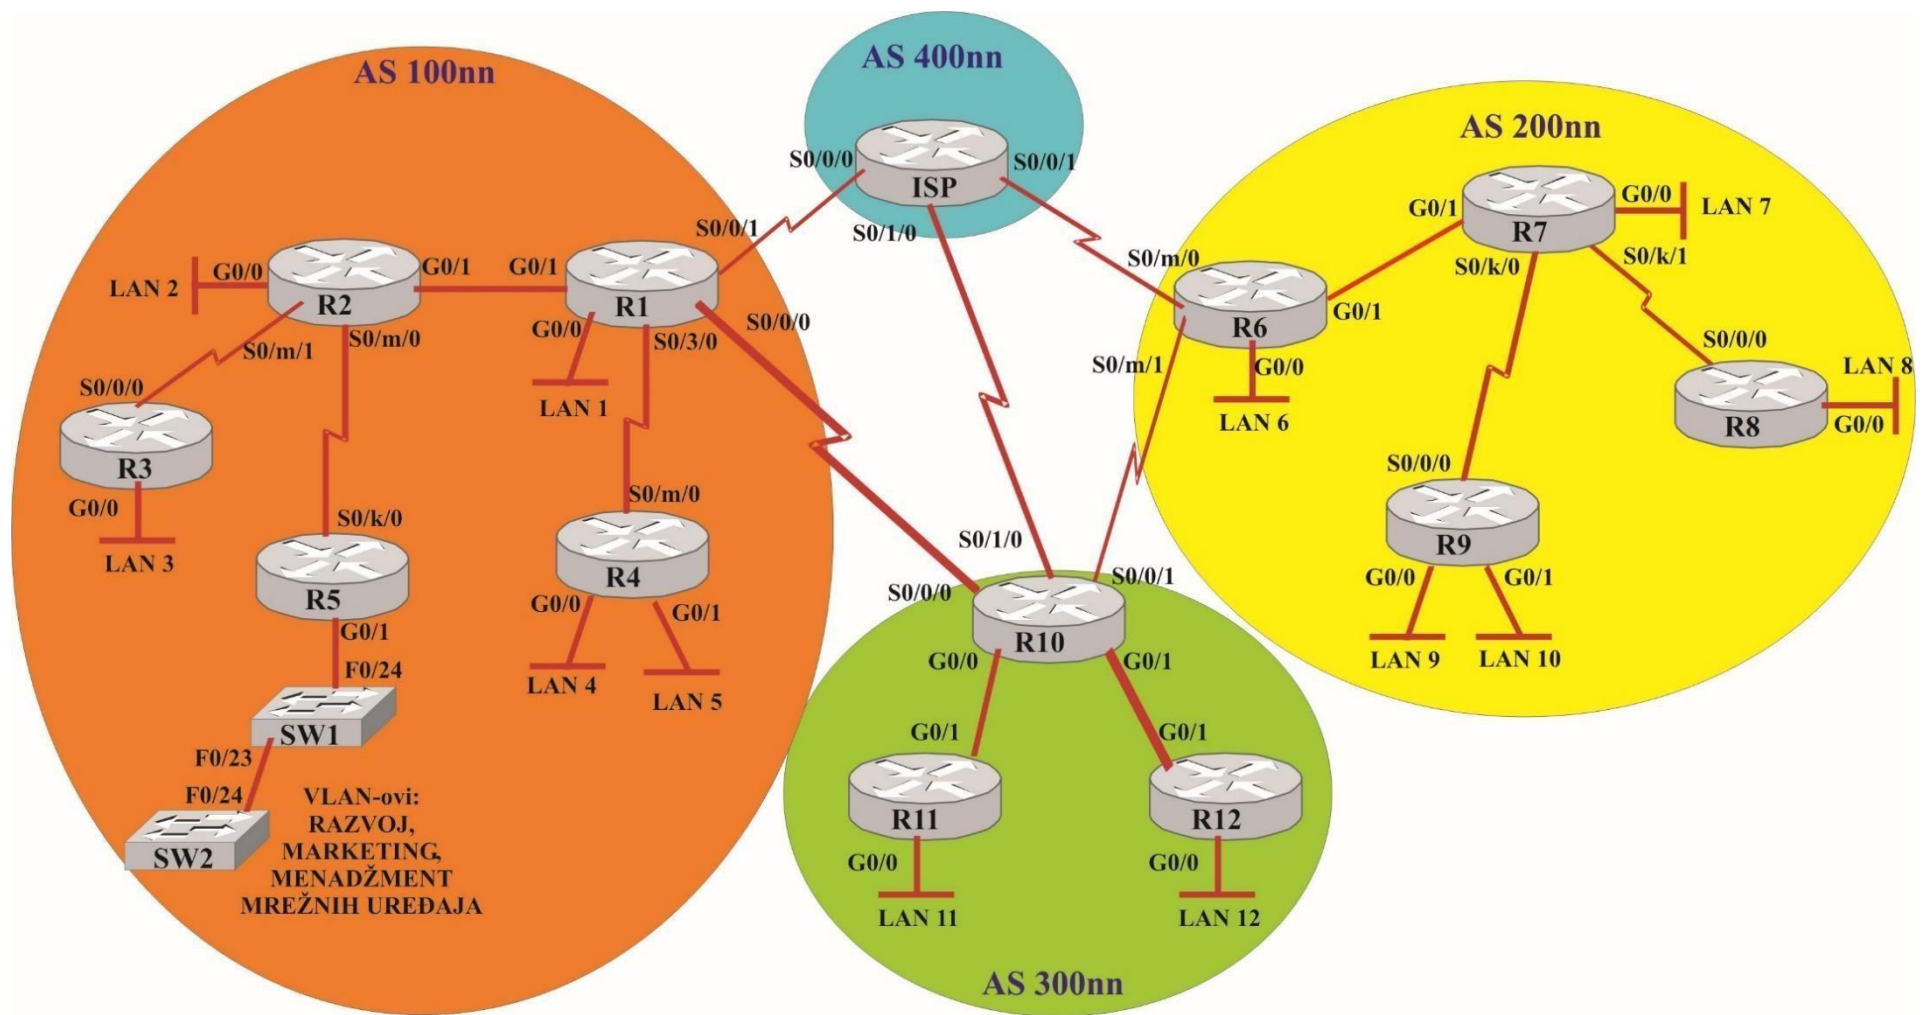 AS 100nn
LAN 2
G0/0
R2
G0/1
S0/m/1
S0/m/0
G0/1
R1
S0/0/1
G0/0
S0/3/0
S0/0/0
LAN 1
S0/0/0
R3
G0/0
LAN 3
S0/k/0
R5
G0/1
F0/24
SW1
F0/23
F0/24
SW2
VLAN-ovi:
RAZVOJ,
MARKETING,
MENADŽMENT
MREŽNIH UREĐAJA
S0/m/0
R4
G0/0
G0/1
LAN 4
LAN 5
AS 400nn
S0/0/0
ISP
S0/0/1
S0/1/0
AS 200nn
S0/m/0
R6
G0/1
S0/m/1
G0/0
LAN 6
G0/1
R7
G0/0
LAN 7
S0/k/0
S0/k/1
S0/0/0
R8
LAN 8
G0/0
S0/0/0
R9
G0/0
G0/1
LAN 9
LAN 10
S0/1/0
S0/0/0
S0/0/1
R10
G0/0
G0/1
G0/1
R11
G0/0
LAN 11
G0/1
R12
G0/0
LAN 12
AS 300nn